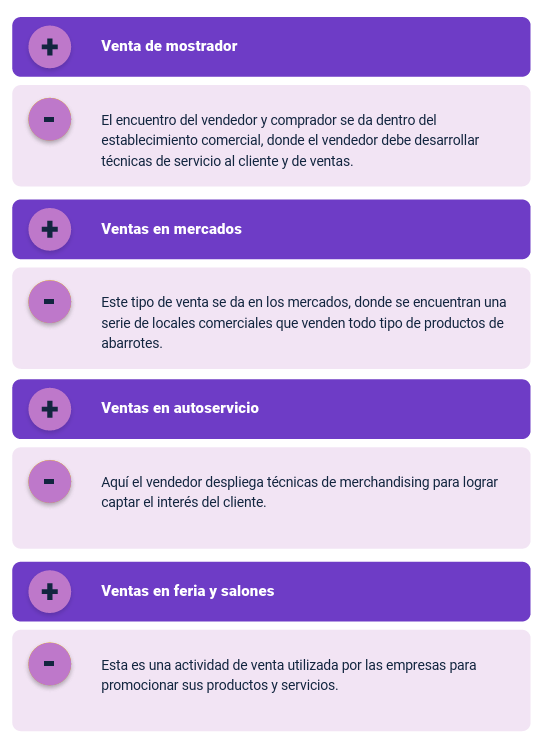 Venta de mostrador
El encuentro del vendedor y comprador se da dentro del
establecimiento comercial, donde el vendedor debe desarrollar
técnicas de servicio al cliente y de ventas.
Ventas en mercados
Este tipo de venta se da en los mercados, donde se encuentran una
serie de locales comerciales que venden todo tipo de productos de
abarrotes.
Ventas en autoservicio
Aquí el vendedor despliega técnicas de merchandising para lograr
captar el interés del cliente.
Ventas en feria y salones
Esta es una actividad de venta utilizada por las empresas para
promocionar sus productos y servicios.